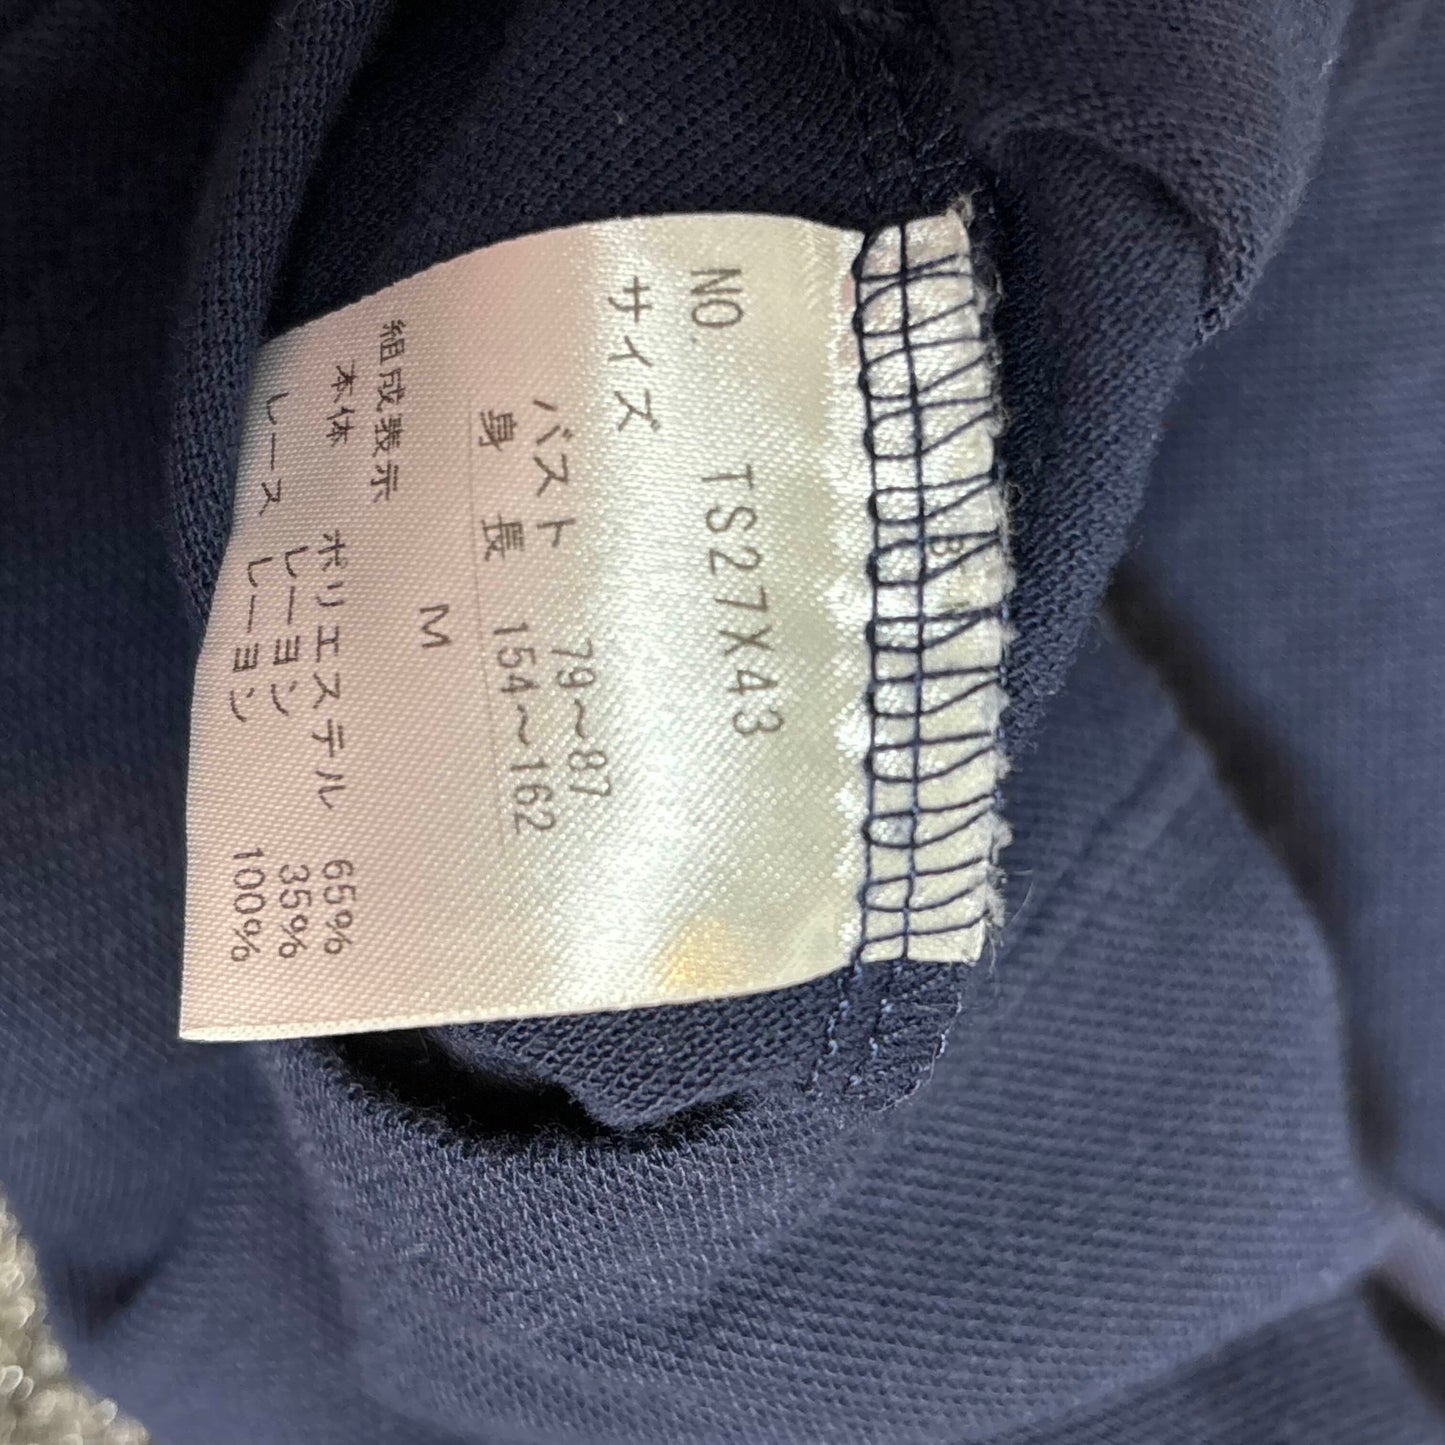 NO. TS27X43
サイズ
バスト 79～87
身長 154～162
M
組成表示
本体 ポリエステル 65%
レーヨン 35%
レース レーヨン 100%